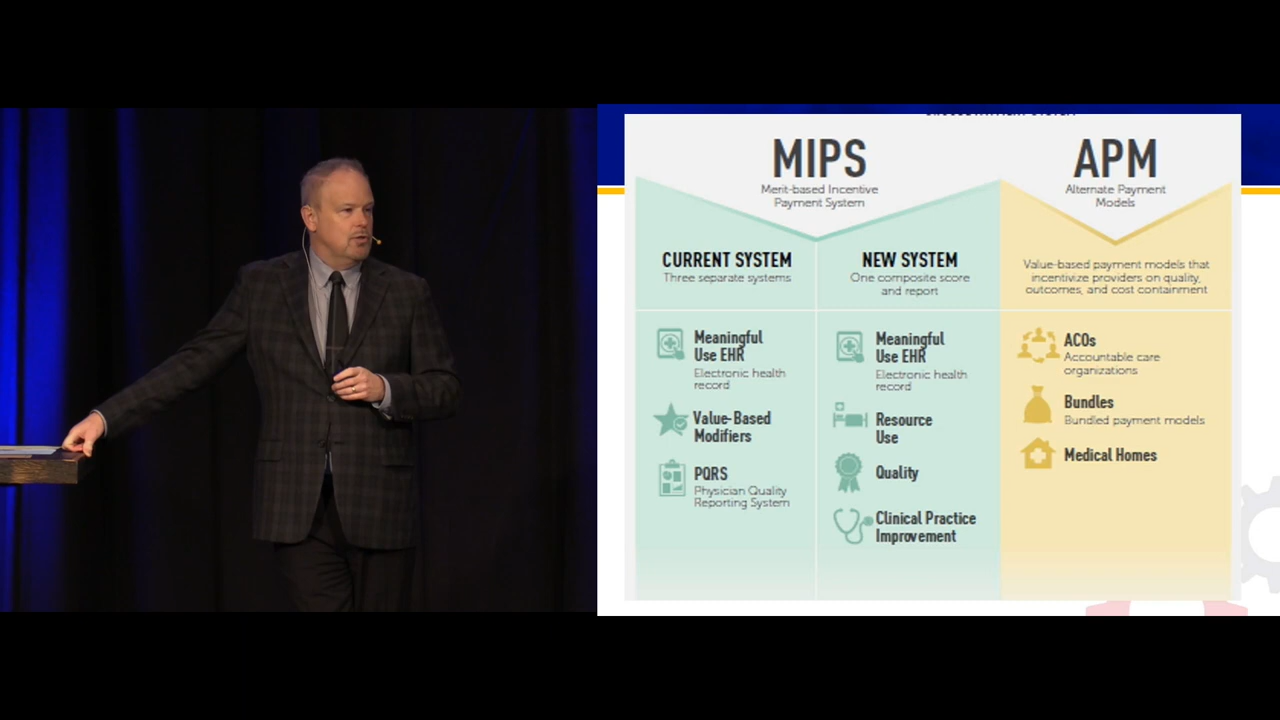 MIPS
Merit-based Incentive
Payment System
APM
Alternate Payment
Models
CURRENT SYSTEM
Three separate systems
NEW SYSTEM
One composite score
and report
Value-based payment models that
incentivize providers on quality,
outcomes, and cost containment
Meaningful
Use EHR
Electronic health
record
Value-Based
Modifiers
PQRS
Physician Quality
Reporting System
Meaningful
Use EHR
Electronic health
record
Resource
Use
Quality
Clinical Practice
Improvement
ACOs
Accountable care
organizations
Bundles
Bundled payment models
Medical Homes